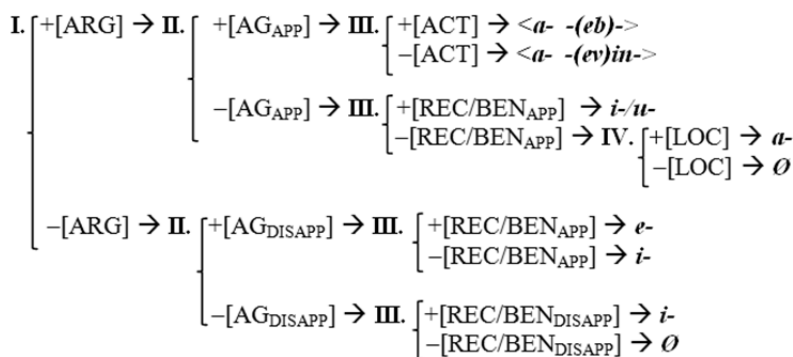 I. +[ARG] → II. +[AG_APP] → III. +[ACT] → <a- -(eb)->
−[ACT] → <a- -(ev)in->
−[AG_APP] → III. +[REC/BEN_APP] → i-/u-
−[REC/BEN_APP] → IV. +[LOC] → a-
−[LOC] → Ø
−[ARG] → II. +[AG_DISAPP] → III. +[REC/BEN_APP] → e-
−[REC/BEN_APP] → i-
−[AG_DISAPP] → III. +[REC/BEN_DISAPP] → i-
−[REC/BEN_DISAPP] → Ø